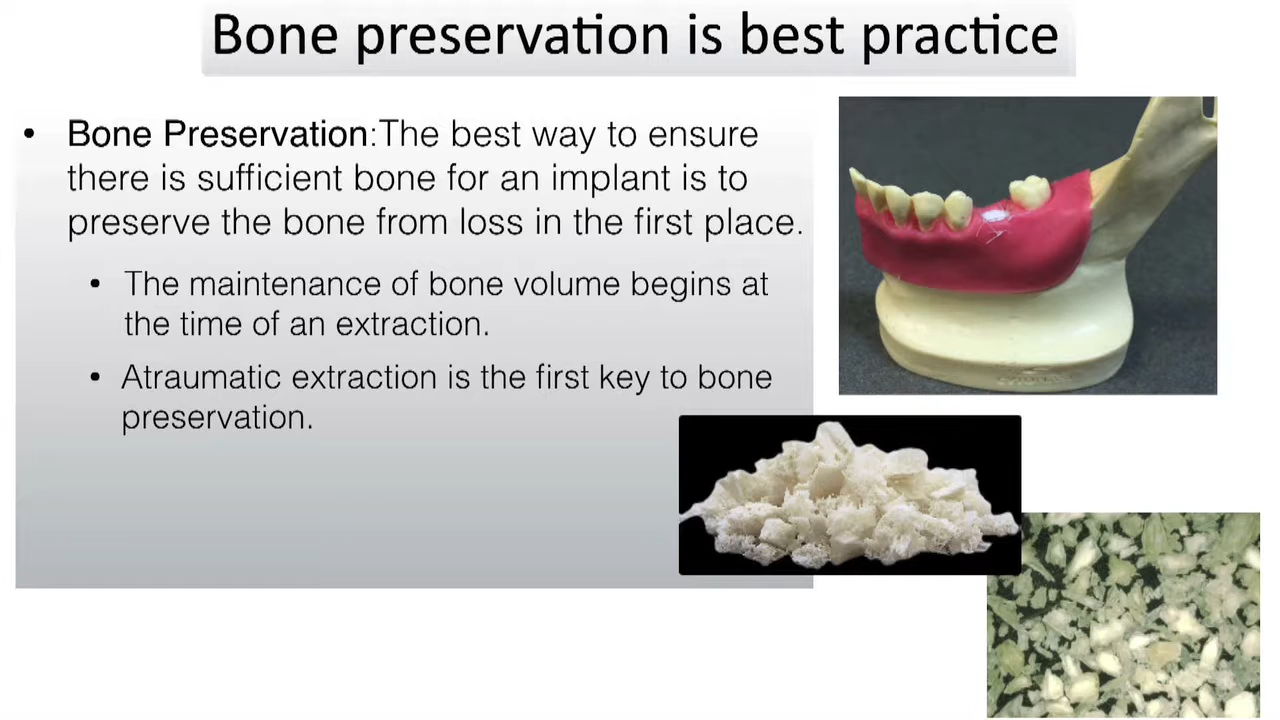 Bone preservation is best practice
• Bone Preservation:The best way to ensure
there is sufficient bone for an implant is to
preserve the bone from loss in the first place.
• The maintenance of bone volume begins at
the time of an extraction.
• Atraumatic extraction is the first key to bone
preservation.